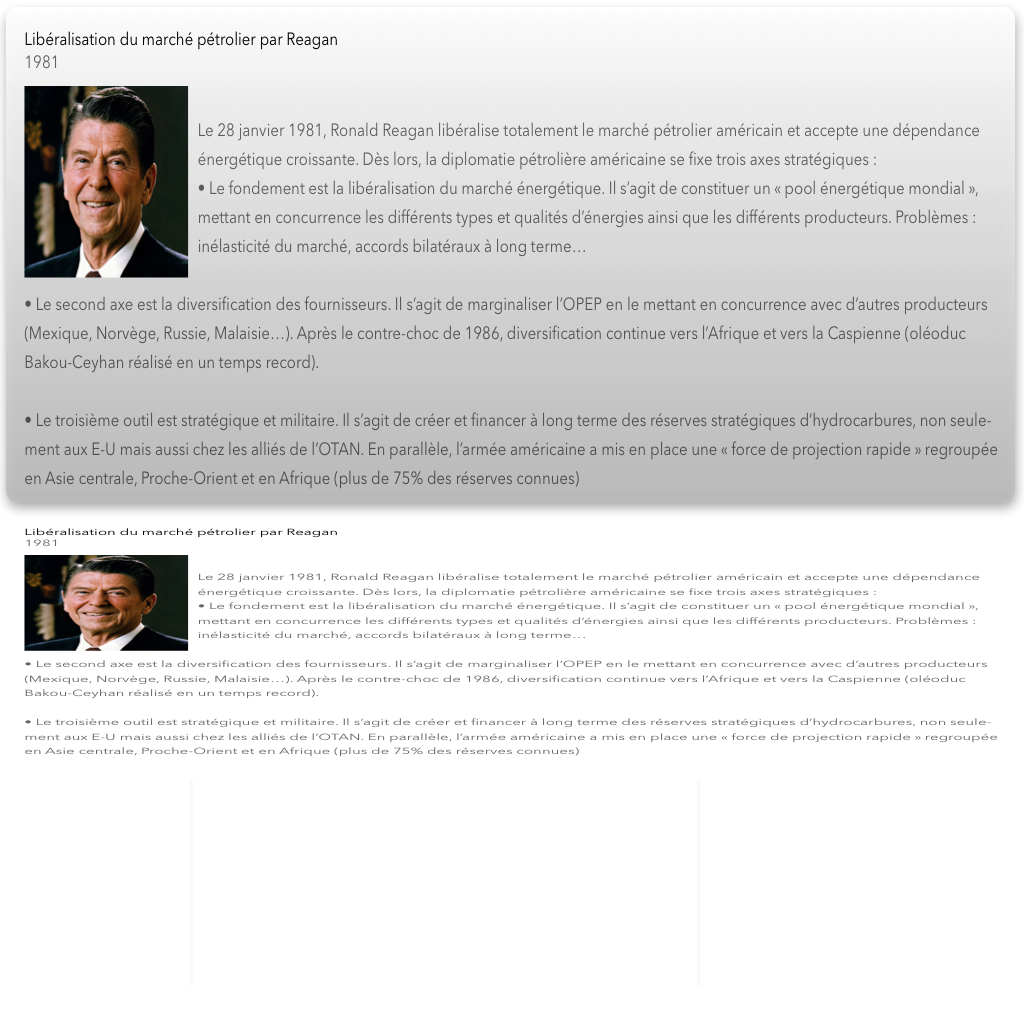 Libéralisation du marché pétrolier par Reagan
1981
Le 28 janvier 1981, Ronald Reagan libéralise totalement le marché pétrolier américain et accepte une dépendance
énergétique croissante. Dès lors, la diplomatie pétrolière américaine se fixe trois axes stratégiques :
• Le fondement est la libéralisation du marché énergétique. Il s’agit de constituer un « pool énergétique mondial »,
mettant en concurrence les différents types et qualités d’énergies ainsi que les différents producteurs. Problèmes :
inélasticité du marché, accords bilatéraux à long terme…
• Le second axe est la diversification des fournisseurs. Il s’agit de marginaliser l’OPEP en le mettant en concurrence avec d’autres producteurs
(Mexique, Norvège, Russie, Malaisie…). Après le contre-choc de 1986, diversification continue vers l’Afrique et vers la Caspienne (oléoduc
Bakou-Ceyhan réalisé en un temps record).
• Le troisième outil est stratégique et militaire. Il s’agit de créer et financer à long terme des réserves stratégiques d’hydrocarbures, non seule-
ment aux E-U mais aussi chez les alliés de l’OTAN. En parallèle, l’armée américaine a mis en place une « force de projection rapide » regroupée
en Asie centrale, Proche-Orient et en Afrique (plus de 75% des réserves connues)
Libéralisation du marché pétrolier par Reagan
1981
Le 28 janvier 1981, Ronald Reagan libéralise totalement le marché pétrolier américain et accepte une dépendance
énergétique croissante. Dès lors, la diplomatie pétrolière américaine se fixe trois axes stratégiques :
• Le fondement est la libéralisation du marché énergétique. Il s’agit de constituer un « pool énergétique mondial »,
mettant en concurrence les différents types et qualités d’énergies ainsi que les différents producteurs. Problèmes :
inélasticité du marché, accords bilatéraux à long terme…
• Le second axe est la diversification des fournisseurs. Il s’agit de marginaliser l’OPEP en le mettant en concurrence avec d’autres producteurs
(Mexique, Norvège, Russie, Malaisie…). Après le contre-choc de 1986, diversification continue vers l’Afrique et vers la Caspienne (oléoduc
Bakou-Ceyhan réalisé en un temps record).
• Le troisième outil est stratégique et militaire. Il s’agit de créer et financer à long terme des réserves stratégiques d’hydrocarbures, non seule-
ment aux E-U mais aussi chez les alliés de l’OTAN. En parallèle, l’armée américaine a mis en place une « force de projection rapide » regroupée
en Asie centrale, Proche-Orient et en Afrique (plus de 75% des réserves connues)